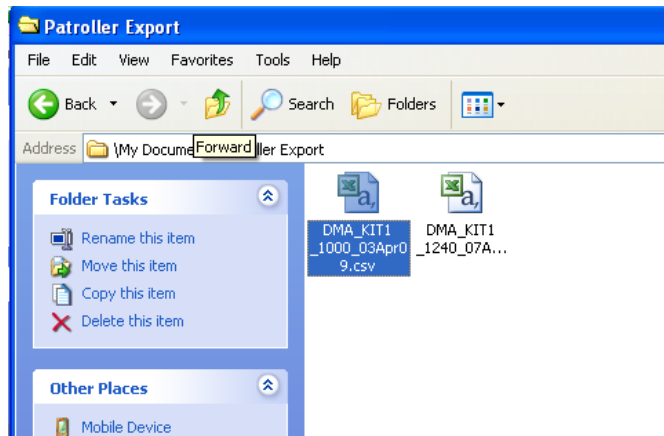 Patroller Export
File Edit View Favorites Tools Help
Back Search Folders
Address \My Docume ller Export
Forward
Folder Tasks
Rename this item
Move this item
Copy this item
Delete this item
Other Places
Mobile Device
DMA_KIT1
_1000_03Apr0
9.csv
DMA_KIT1
_1240_07A...